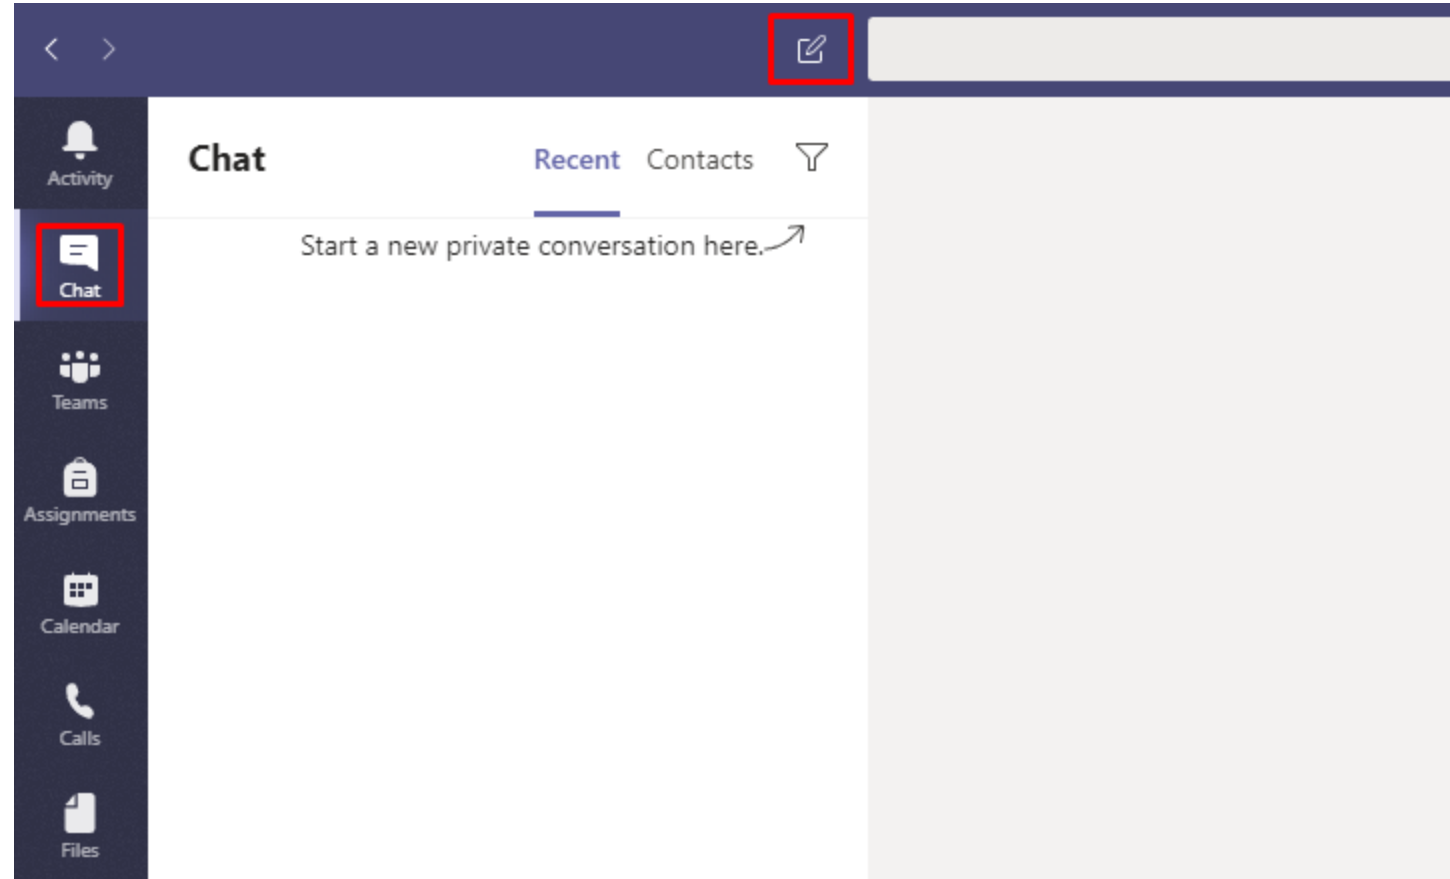 Activity
Chat
Recent Contacts
Start a new private conversation here.
Chat
Teams
Assignments
Calendar
Calls
Files